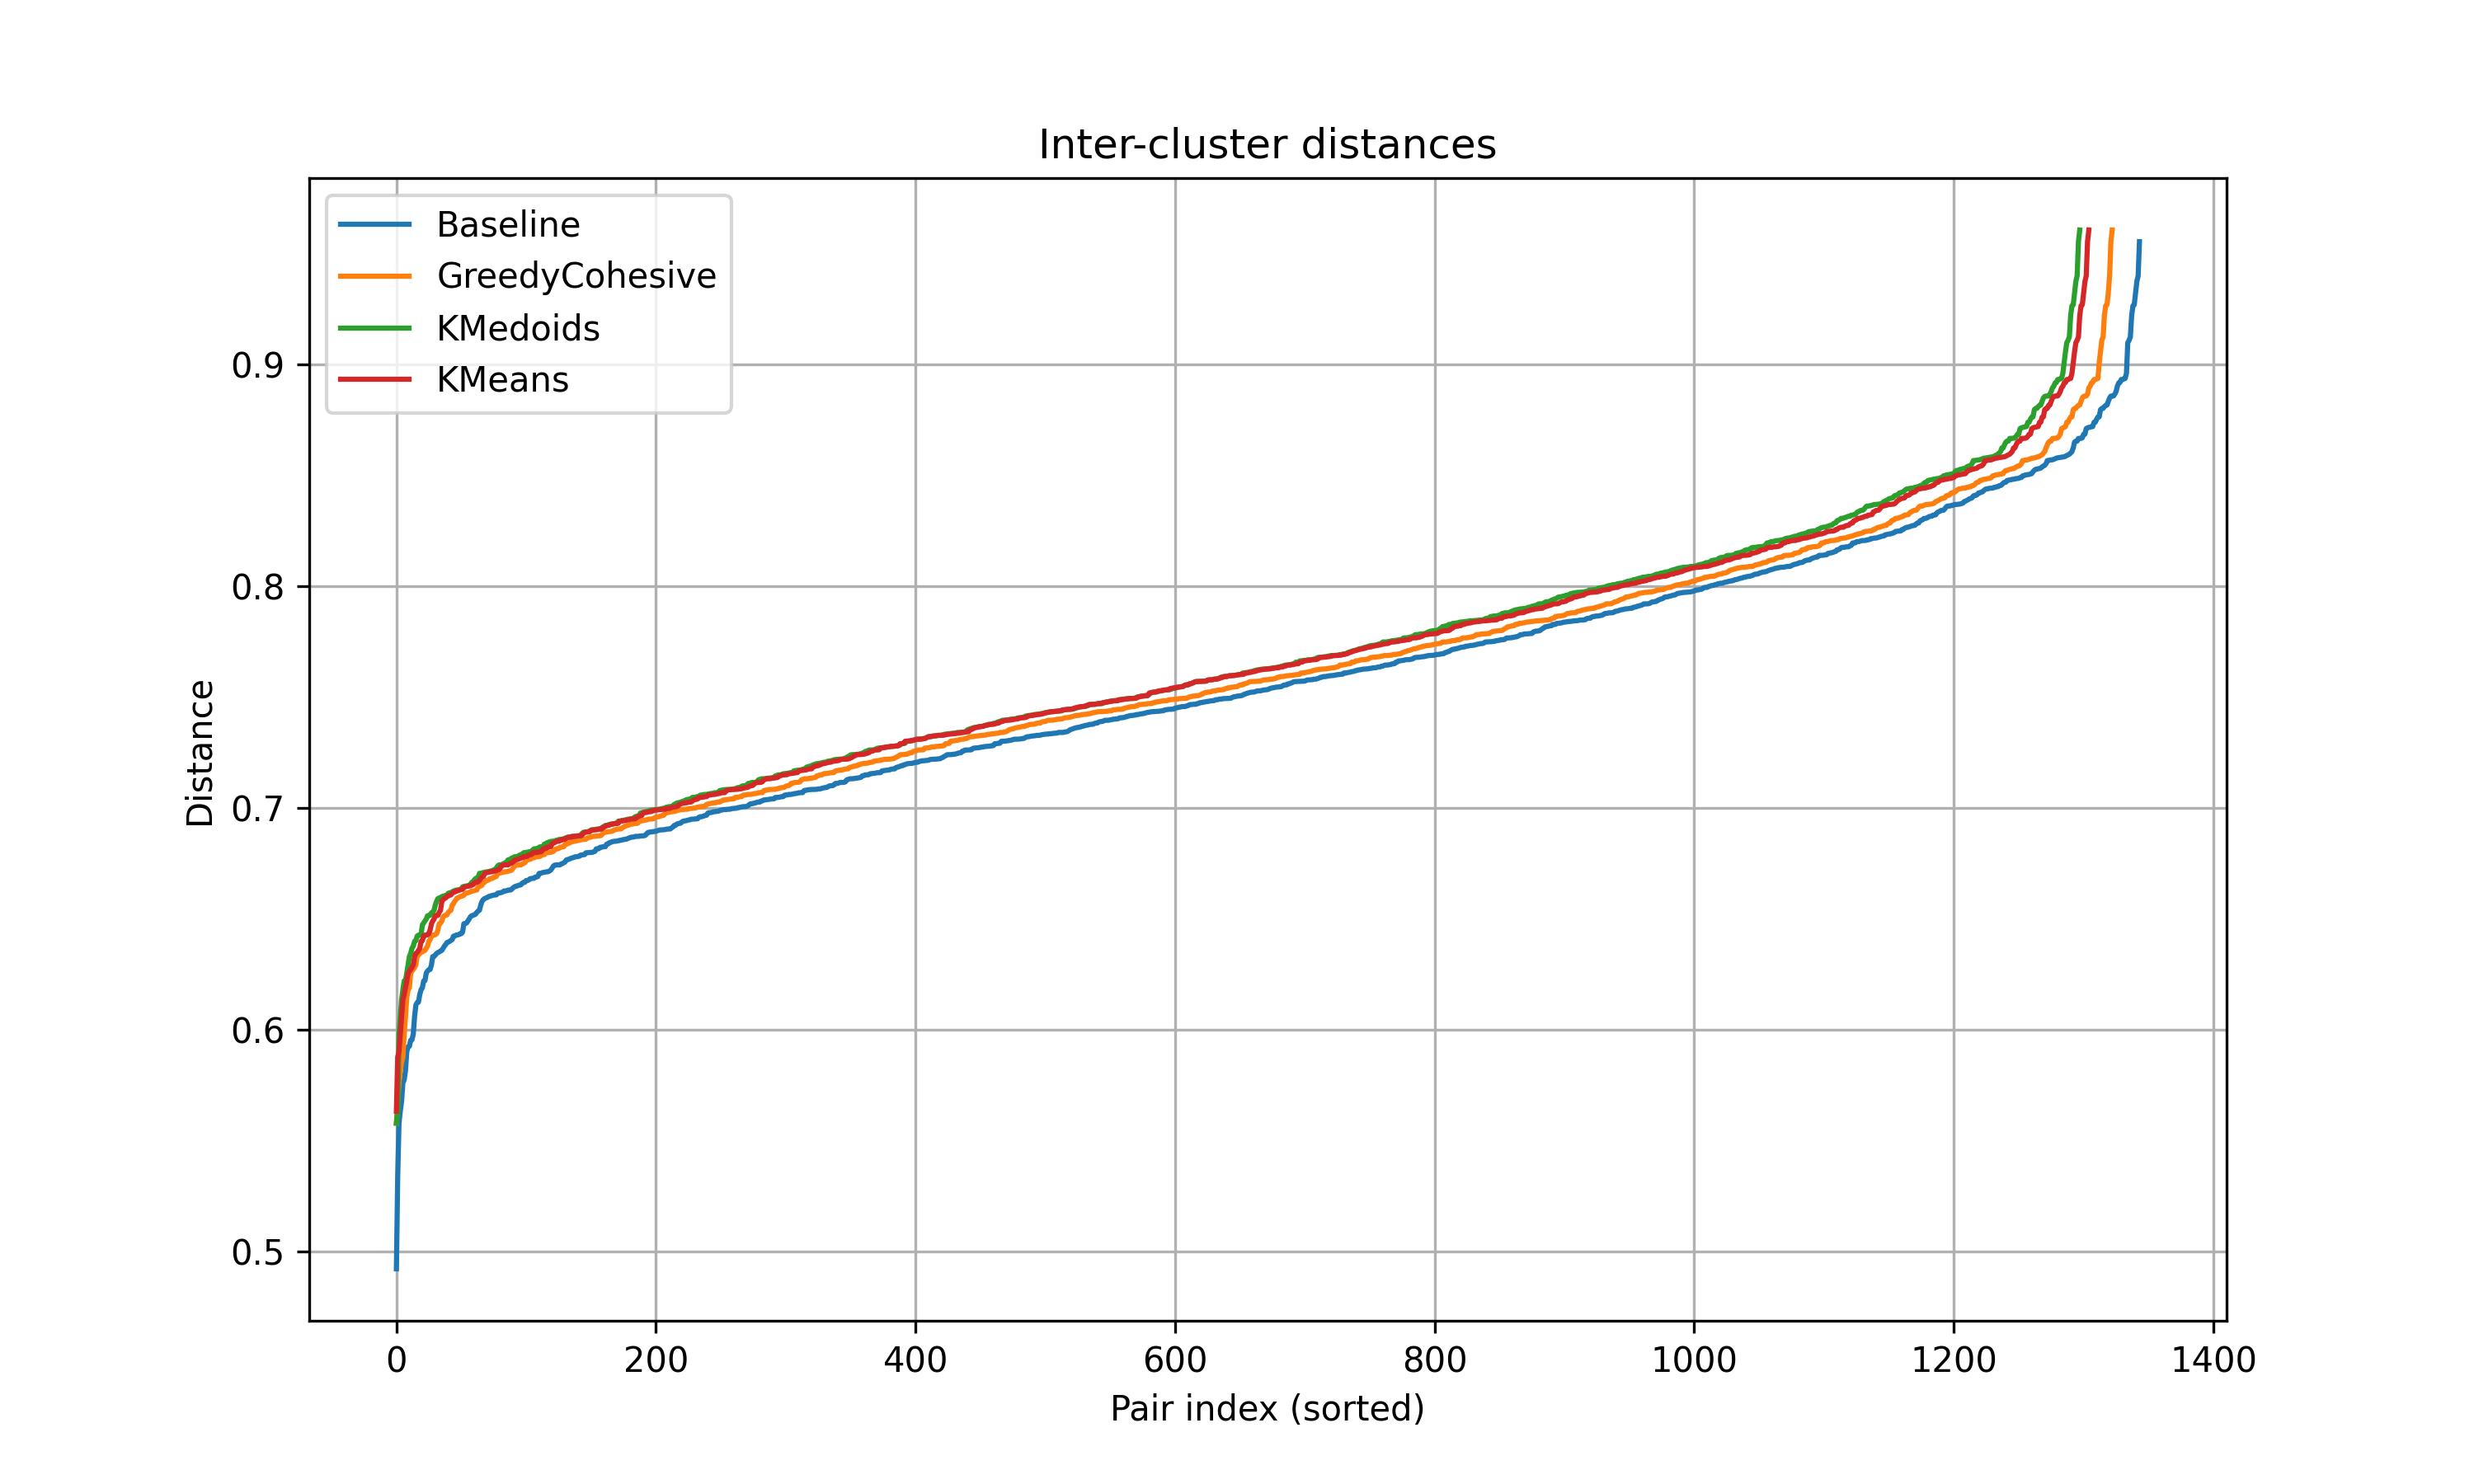 Inter-cluster distances
Baseline
GreedyCohesive
KMedoids
KMeans
0.9
0.8
0.7
0.6
0.5
Distance
0 200 400 600 800 1000 1200 1400
Pair index (sorted)